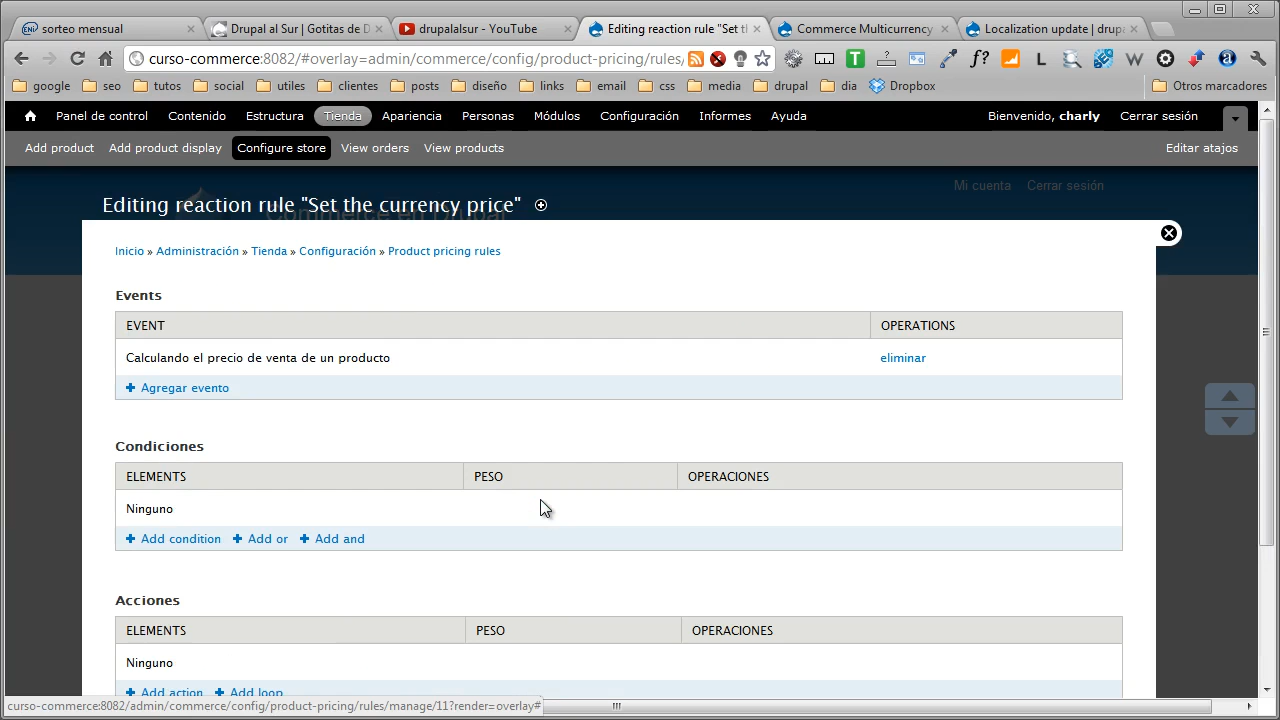 sorteo mensual
Drupal al Sur | Gotitas de D
drupalalsur - YouTube
Editing reaction rule "Set th
Commerce Multicurrency
Localization update | drupa
curso-commerce:8082/#overlay=admin/commerce/config/product-pricing/rules/
google seo tutos social utiles clientes posts diseño links email css media drupal dia Dropbox Otros marcadores
Panel de control Contenido Estructura Tienda Apariencia Personas Módulos Configuración Informes Ayuda Bienvenido, charly Cerrar sesión
Add product Add product display Configure store View orders View products Editar atajos
Mi cuenta Cerrar sesión
Commerce en Drupal
Editing reaction rule "Set the currency price"
Inicio » Administración » Tienda » Configuración » Product pricing rules
Events
EVENT OPERATIONS
Calculando el precio de venta de un producto eliminar
Agregar evento
Condiciones
ELEMENTS PESO OPERACIONES
Ninguno
Add condition Add or Add and
Acciones
ELEMENTS PESO OPERACIONES
Ninguno
Add action Add loop
curso-commerce:8082/admin/commerce/config/product-pricing/rules/manage/11?render=overlay#